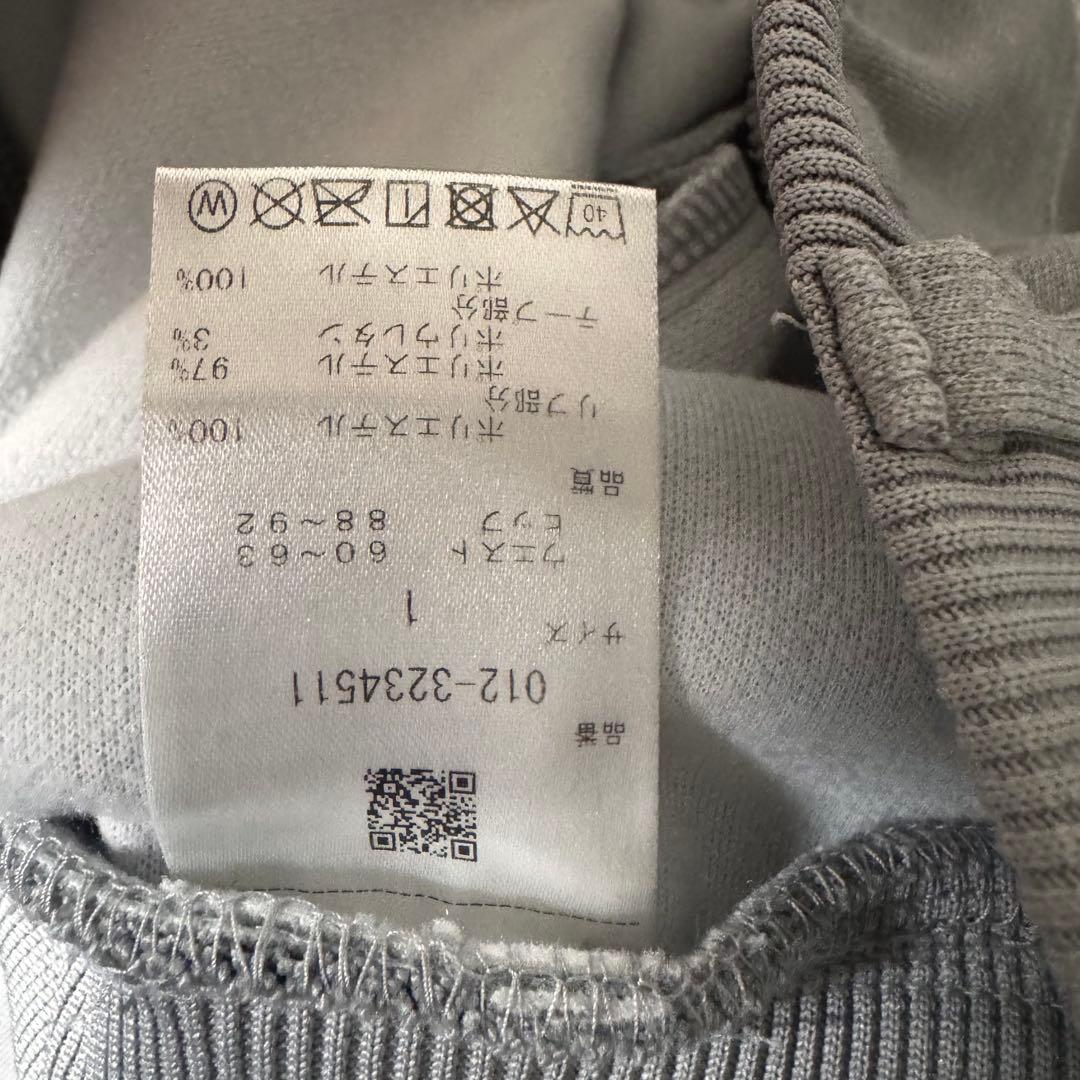 品番
012-3234511
サイズ
1
ウエスト 60～63
ヒップ 88～92
品質
ポリエステル 100%
リブ部分
ポリエステル 97%
ポリウレタン 3%
テープ部分
ポリエステル 100%
40 W